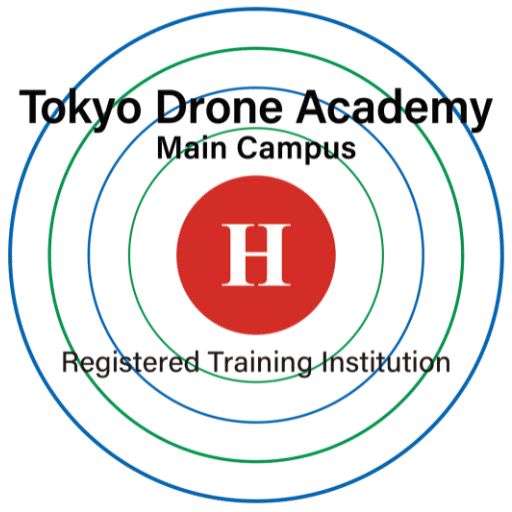 Tokyo Drone Academy
Main Campus
H
Registered Training Institution